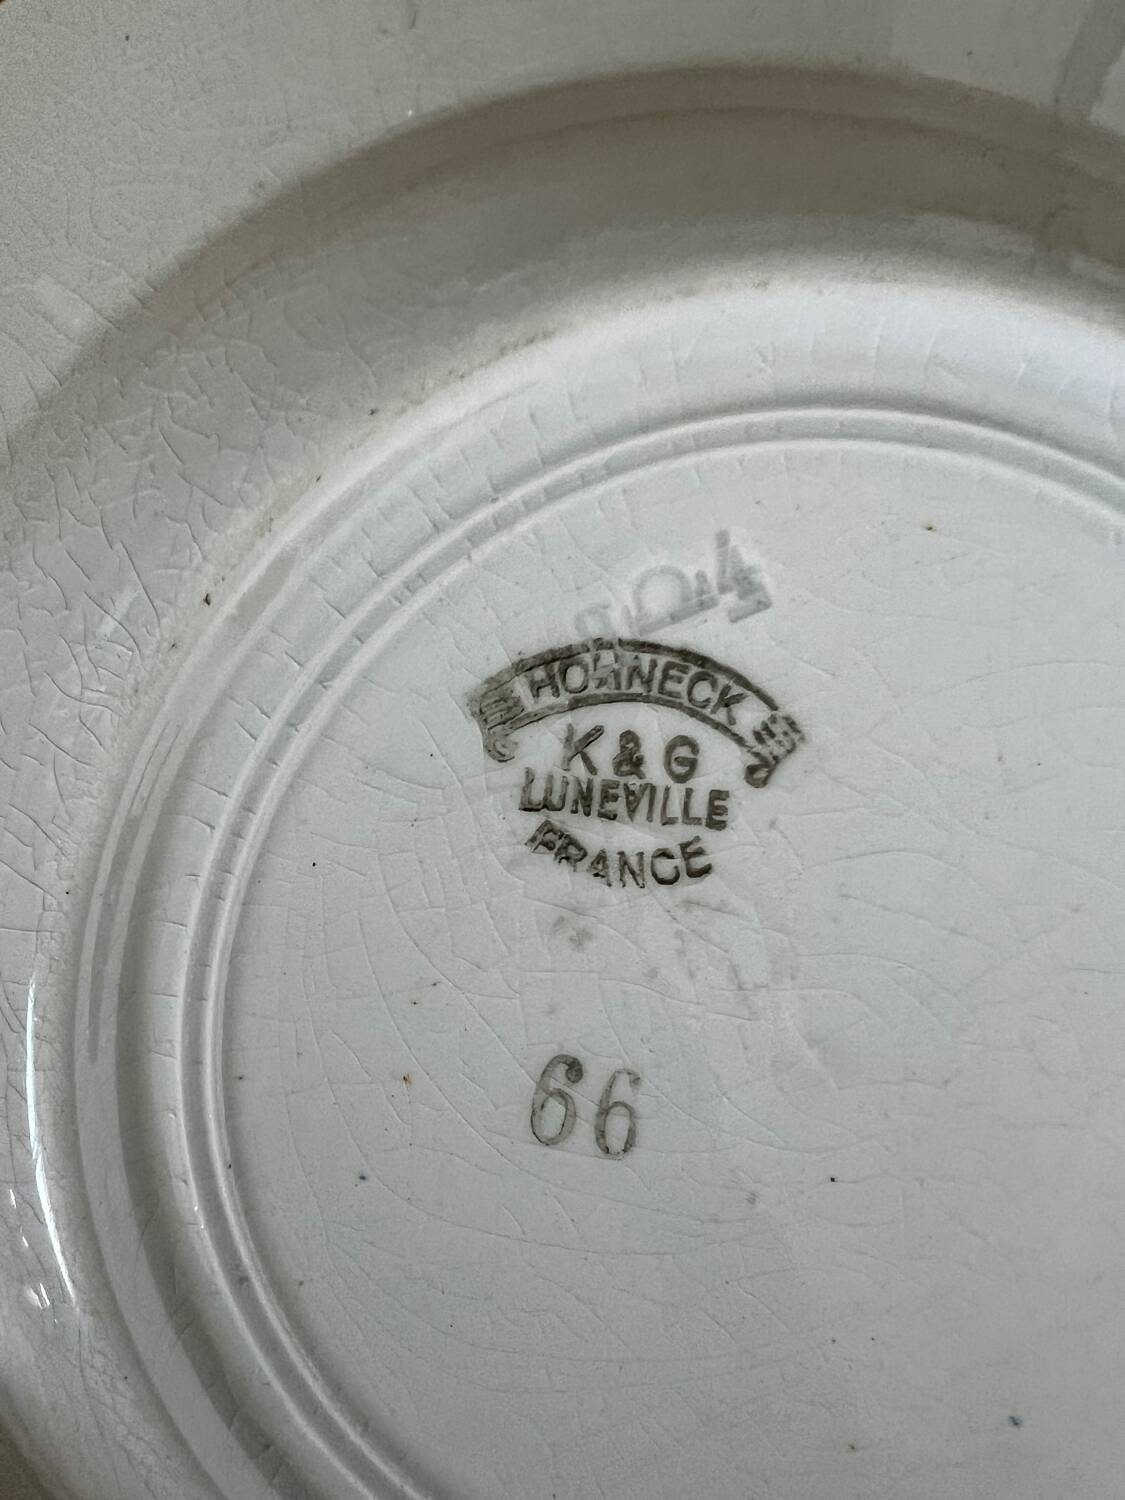 HORNECK
K & G
LUNEVILLE
FRANCE
66